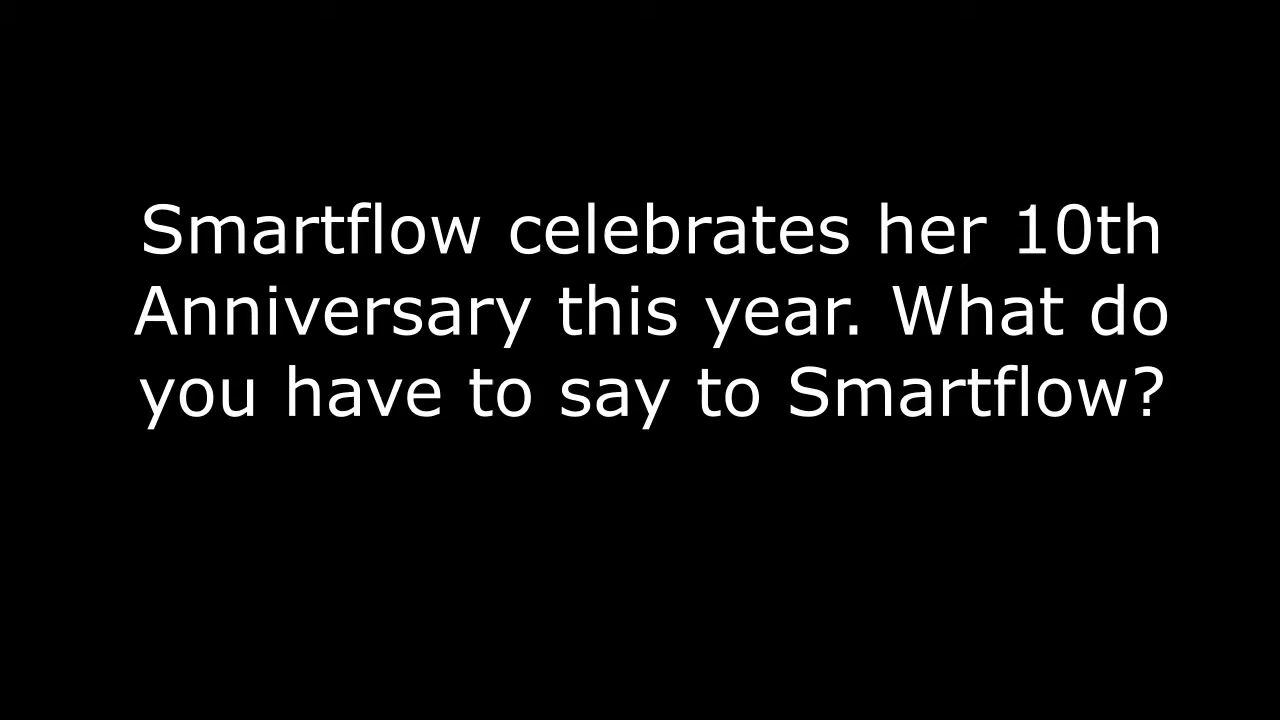 Smartflow celebrates her 10th
Anniversary this year. What do
you have to say to Smartflow?